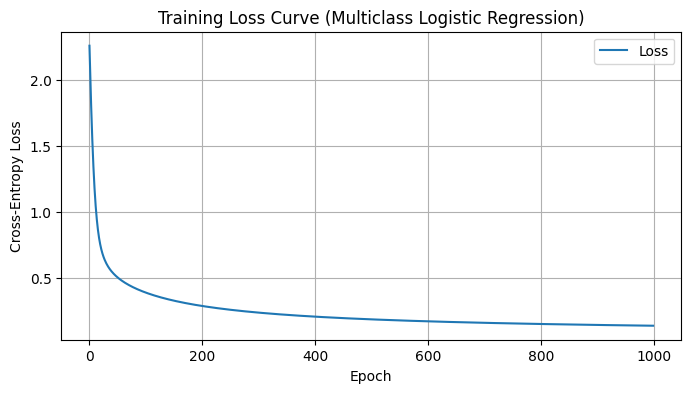 Training Loss Curve (Multiclass Logistic Regression)
Loss
Cross-Entropy Loss
2.0
1.5
1.0
0.5
0 200 400 600 800 1000
Epoch